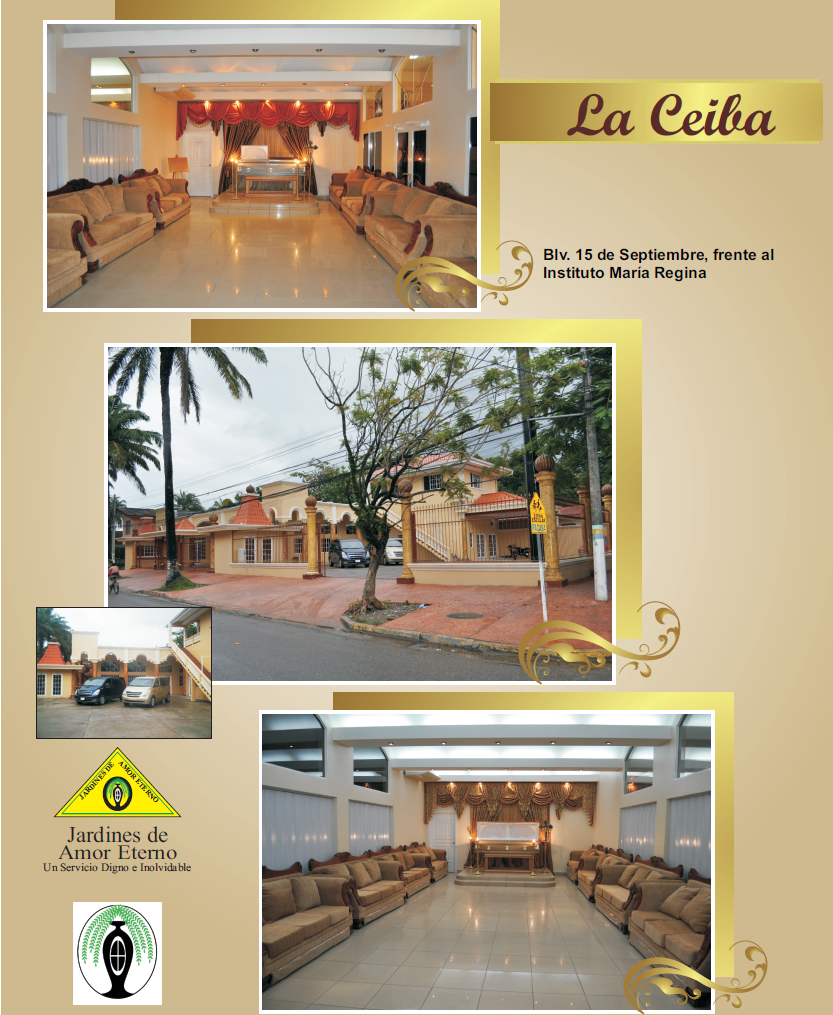 La Ceiba
Blv. 15 de Septiembre, frente al
Instituto María Regina
JARDINES DE AMOR ETERNO
Jardines de
Amor Eterno
Un Servicio Digno e Inolvidable